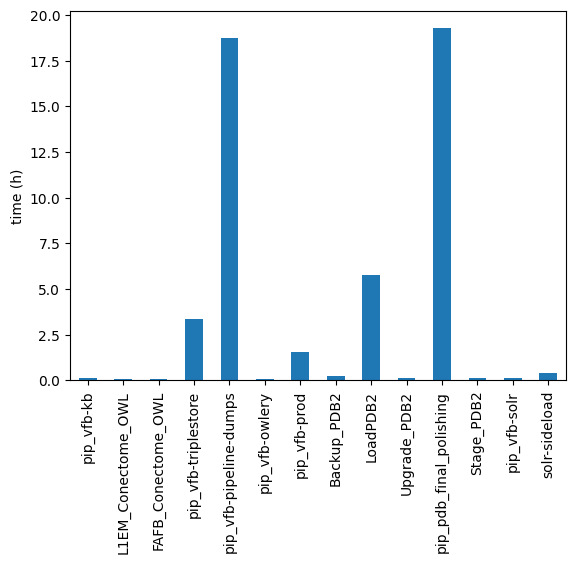 20.0
17.5
15.0
12.5
10.0
7.5
5.0
2.5
0.0
time (h)
pip_vfb-kb
L1EM_Conectome_OWL
FAFB_Conectome_OWL
pip_vfb-triplestore
pip_vfb-pipeline-dumps
pip_vfb-owlery
pip_vfb-prod
Backup_PDB2
LoadPDB2
Upgrade_PDB2
pip_pdb_final_polishing
Stage_PDB2
pip_vfb-solr
solr-sideload